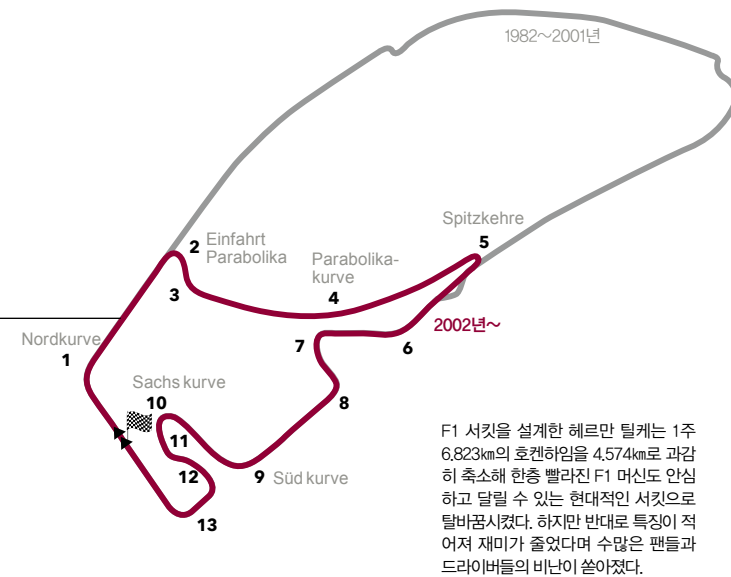 1982～2001년
Spitzkehre
5
2
Einfahrt
Parabolika
3
Parabolika-
kurve
4
2002년~
Nordkurve
1
7
6
Sachs kurve
10
8
11
12
9
Süd kurve
13
F1 서킷을 설계한 헤르만 틸케는 1주
6.823㎞의 호켄하임을 4.574㎞로 과감
히 축소해 한층 빨라진 F1 머신도 안심
하고 달릴 수 있는 현대적인 서킷으로
탈바꿈시켰다. 하지만 반대로 특징이 적
어져 재미가 줄었다며 수많은 팬들과
드라이버들의 비난이 쏟아졌다.